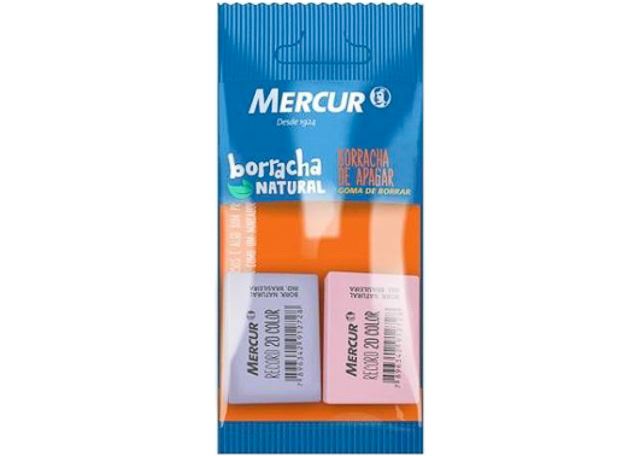 MERCUR
Desde 1924
borracha
NATURAL
BORRACHA
DE APAGAR
GOMA DE BORRAR
BORR. NATURAL
IND. BRASILEIRA
MERCUR
RECORD 20 COLOR
BORR. NATURAL
IND. BRASILEIRA
MERCUR
RECORD 20 COLOR